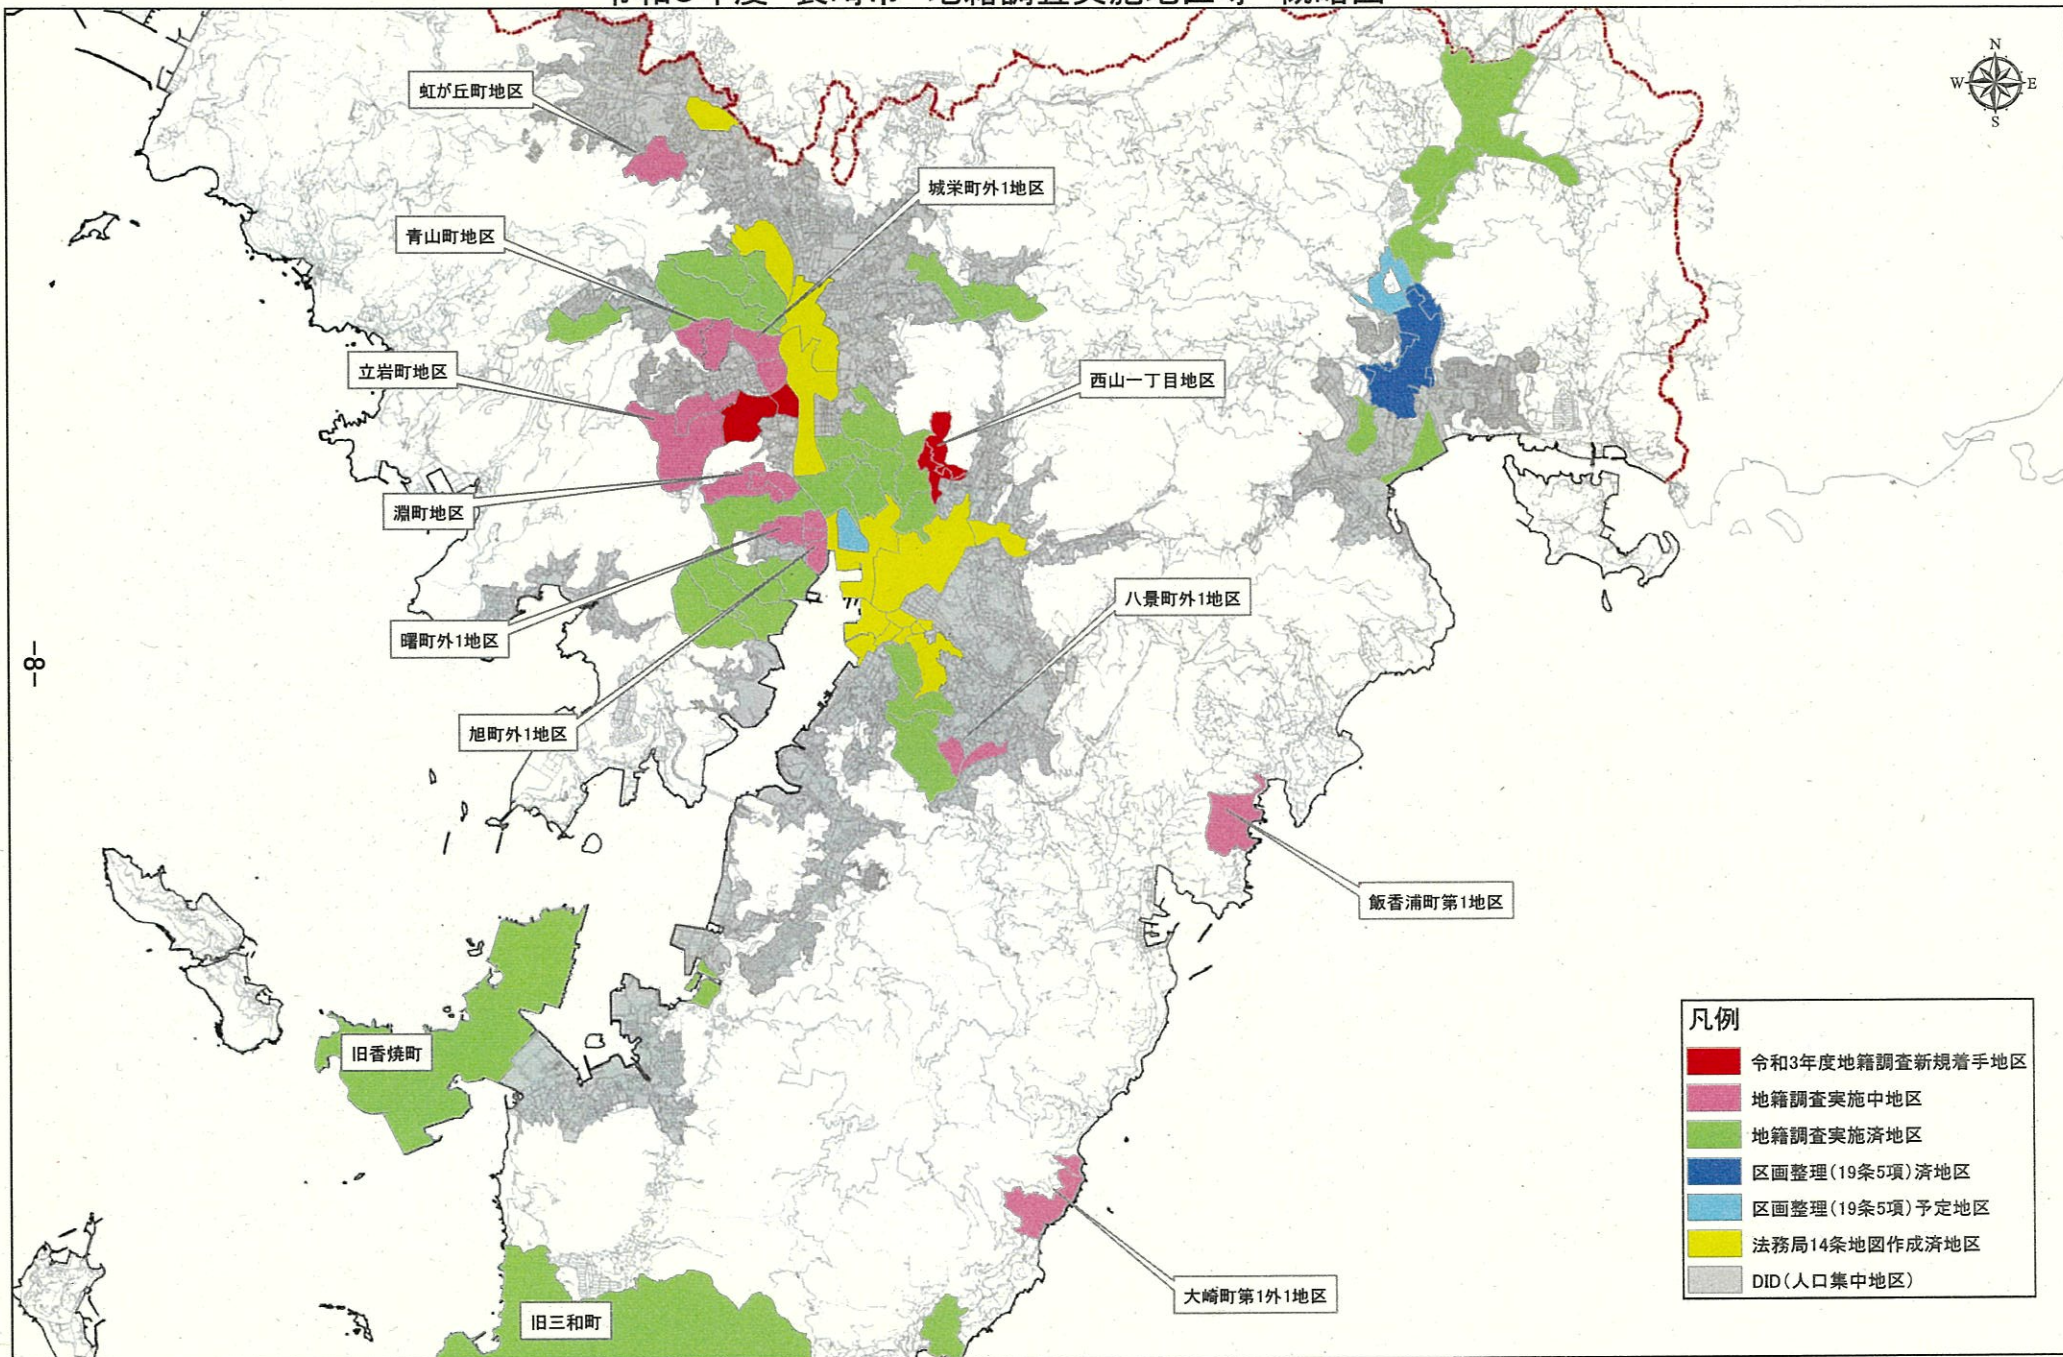 N
W
E
S
虹が丘町地区
城栄町外1地区
青山町地区
立岩町地区
西山一丁目地区
淵町地区
八景町外1地区
曙町外1地区
旭町外1地区
飯香浦町第1地区
旧香焼町
大崎町第1外1地区
旧三和町
-8-
凡例
令和3年度地籍調査新規着手地区
地籍調査実施中地区
地籍調査実施済地区
区画整理(19条5項)済地区
区画整理(19条5項)予定地区
法務局14条地図作成済地区
DID(人口集中地区)